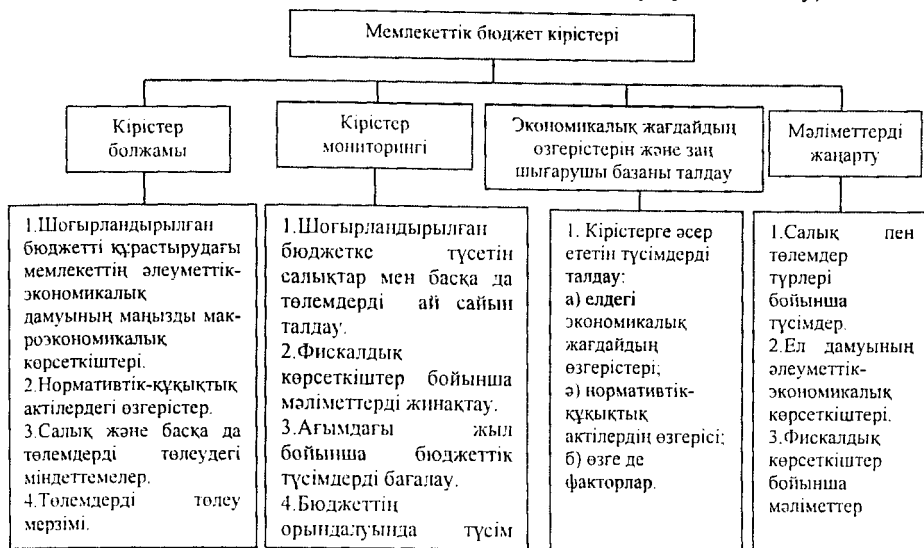 Мемлекеттік бюджет кірістері
Кірістер
болжамы
Кірістер
мониторингі
Экономикалық жағдайдың
өзгерістерін және заң
шығарушы базаны талдау
Мәліметтерді
жаңарту
1.Шоғырландырылған
бюджетті құрастырудағы
мемлекеттің әлеуметтік-
экономикалық
дамуының маңызды мак-
роэкономикалық
көрсеткіштері.
2.Нормативтік-құқықтық
актілердегі өзгерістер.
3.Салық және басқа да
төлемдерді төлеудегі
міндеттемелер.
4.Төлемдерді төлеу
мерзімі.
1.Шоғырландырылған
бюджетке түсетін
салықтар мен басқа да
төлемдерді ай сайын
талдау.
2.Фискалдық
көрсеткіштер бойынша
мәліметтерді жинақтау.
3.Ағымдағы жыл
бойынша бюджеттік
түсімдерді бағалау.
4.Бюджеттің
орындалуында түсім
1. Кірістерге әсер
ететін түсімдерді
талдау:
а) елдегі
экономикалық
жағдайдың
өзгерістері;
ә) нормативтік-
құқықтық
актілердің өзгерісі;
б) өзге де
факторлар.
1.Салық пен
төлемдер
түрлері
бойынша
түсімдер.
2.Ел дамуының
әлеуметтік-
экономикалық
көрсеткіштері.
3.Фискалдық
көрсеткіштер
бойынша
мәліметтер